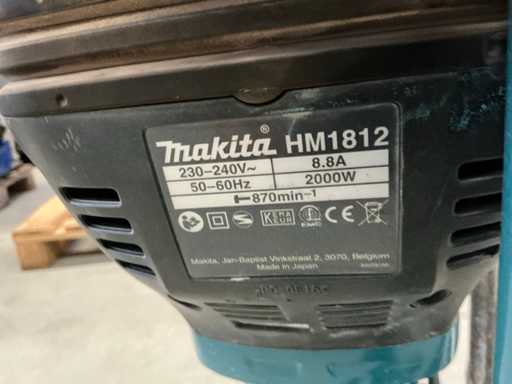 makita® HM1812
230-240V~ 8.8A
50-60Hz 2000W
870min⁻¹
CE
Makita, Jan-Baptist Vinkstraat 2, 3070, Belgium
Made in Japan